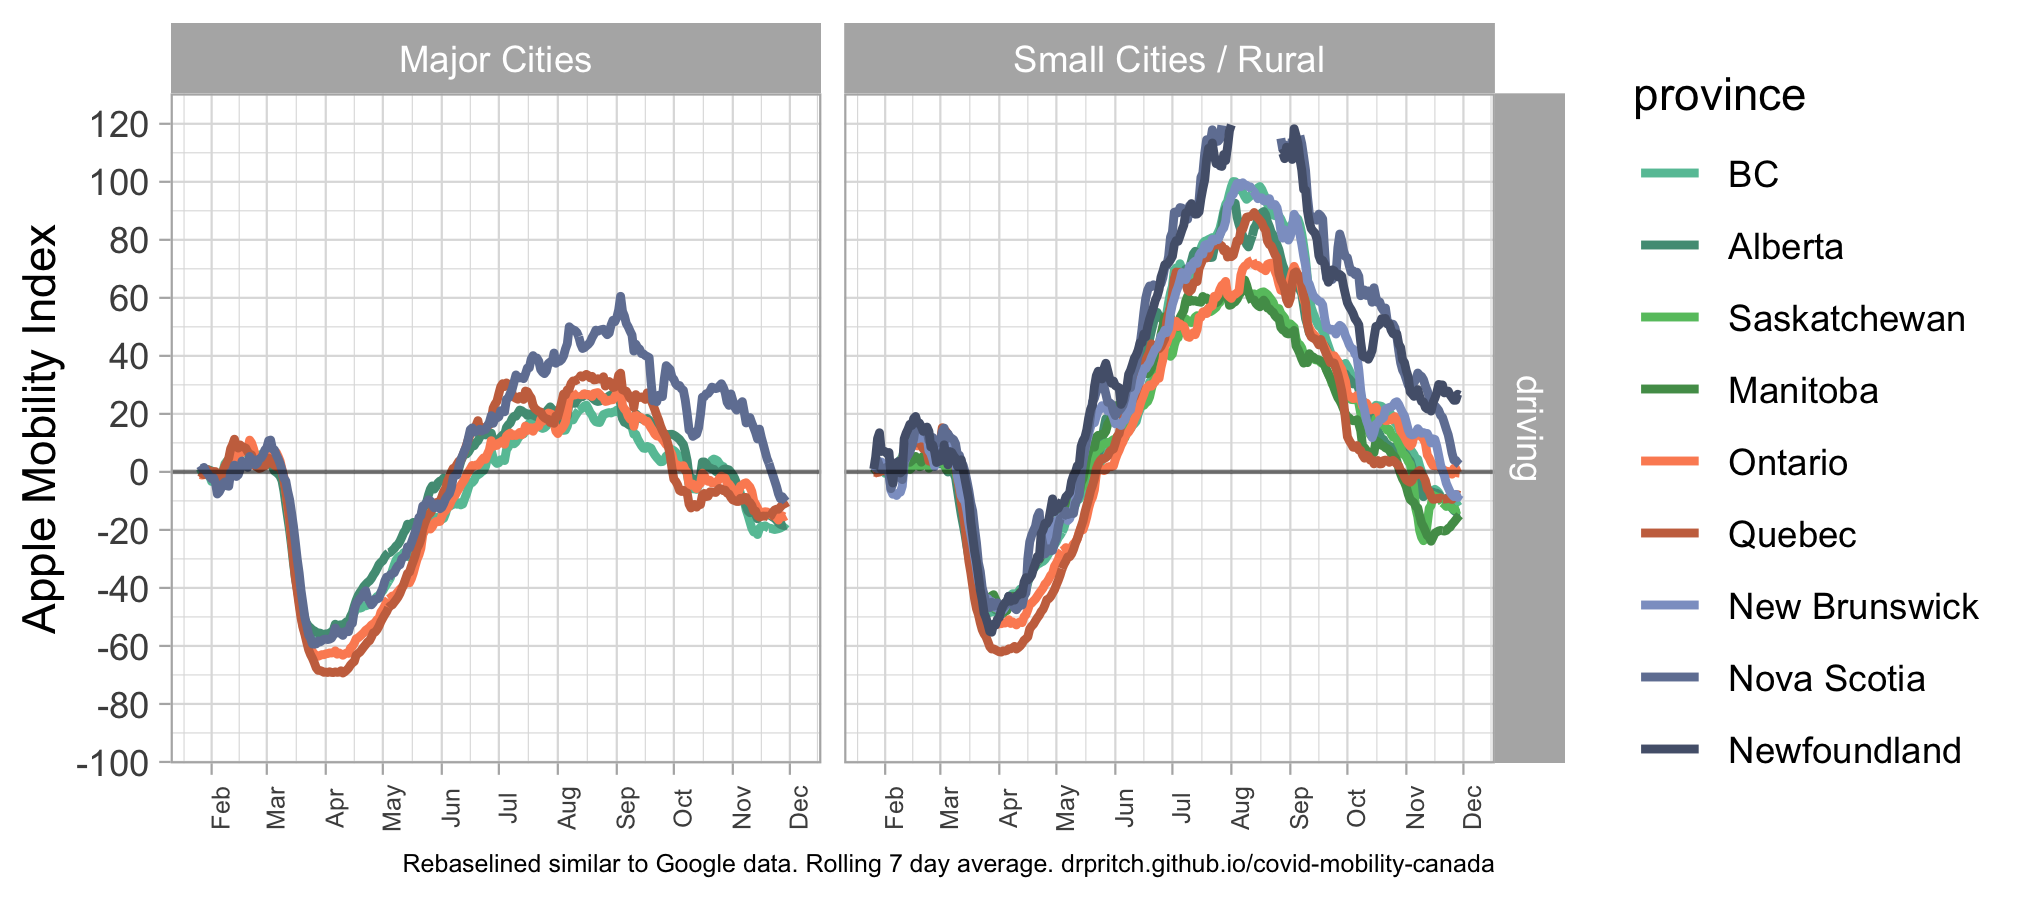 Major Cities
Small Cities / Rural
driving
Apple Mobility Index
120
100
80
60
40
20
0
-20
-40
-60
-80
-100
Feb Mar Apr May Jun Jul Aug Sep Oct Nov Dec
Feb Mar Apr May Jun Jul Aug Sep Oct Nov Dec
Rebaselined similar to Google data. Rolling 7 day average. drpritch.github.io/covid-mobility-canada
province
BC
Alberta
Saskatchewan
Manitoba
Ontario
Quebec
New Brunswick
Nova Scotia
Newfoundland